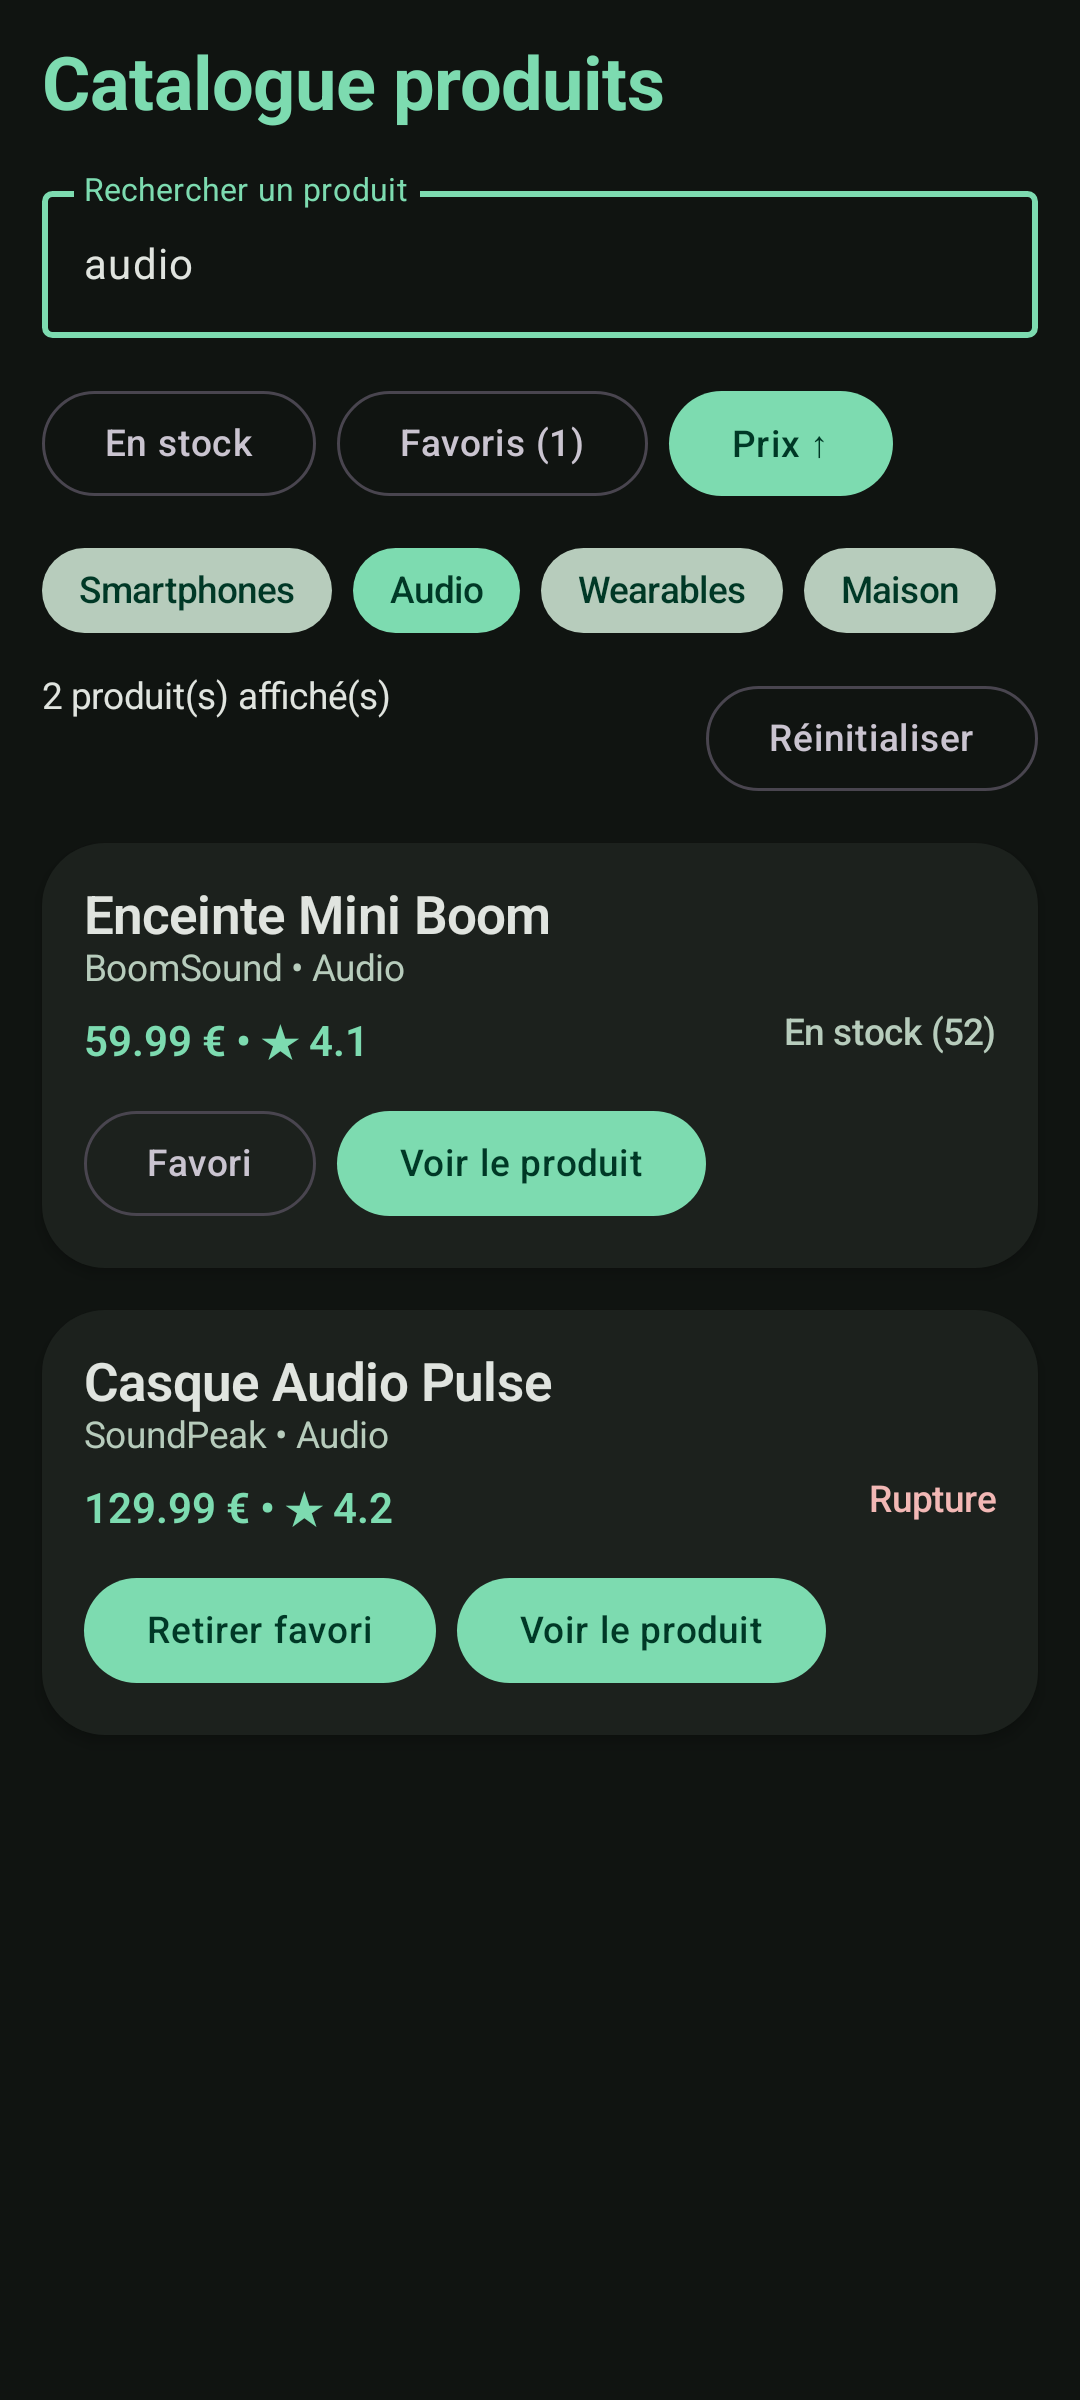 Catalogue produits
Rechercher un produit
audio
En stock
Favoris (1)
Prix ↑
Smartphones
Audio
Wearables
Maison
2 produit(s) affiché(s)
Réinitialiser
Enceinte Mini Boom
BoomSound • Audio
59.99 € • ★ 4.1
En stock (52)
Favori
Voir le produit
Casque Audio Pulse
SoundPeak • Audio
129.99 € • ★ 4.2
Rupture
Retirer favori
Voir le produit